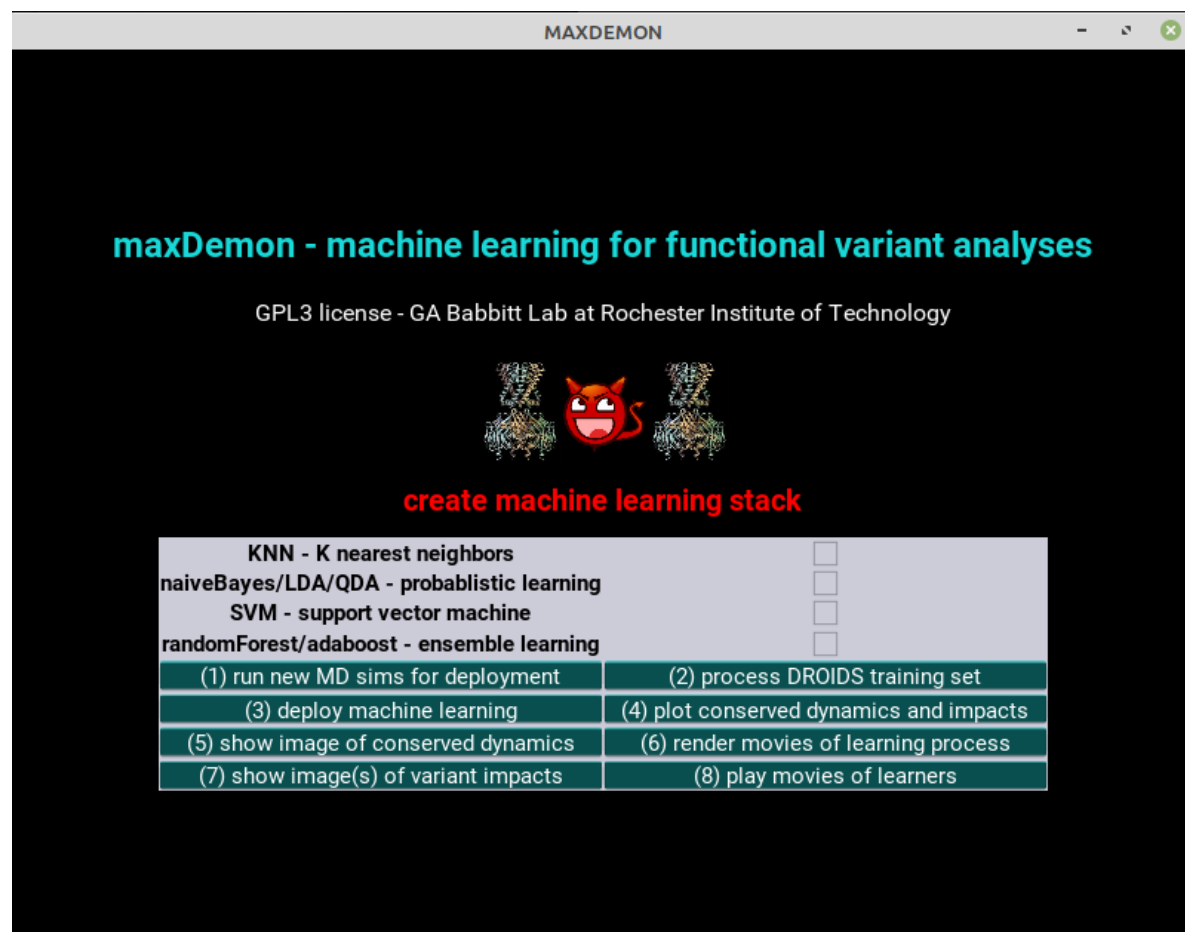 MAXDEMON
maxDemon - machine learning for functional variant analyses
GPL3 license - GA Babbitt Lab at Rochester Institute of Technology
create machine learning stack
KNN - K nearest neighbors
naiveBayes/LDA/QDA - probablistic learning
SVM - support vector machine
randomForest/adaboost - ensemble learning
(1) run new MD sims for deployment
(2) process DROIDS training set
(3) deploy machine learning
(4) plot conserved dynamics and impacts
(5) show image of conserved dynamics
(6) render movies of learning process
(7) show image(s) of variant impacts
(8) play movies of learners